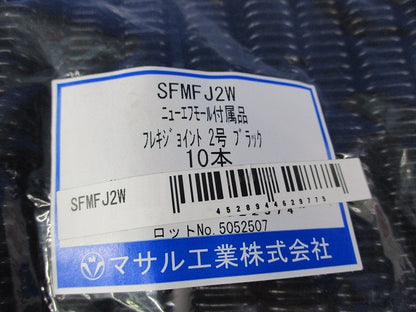 SFMFJ2W
ニューエフモール付属品
フレキジョイント 2号 ブラック
10本
SFMFJ2W
4528944629775
ロットNo.5052507
M マサル工業株式会社